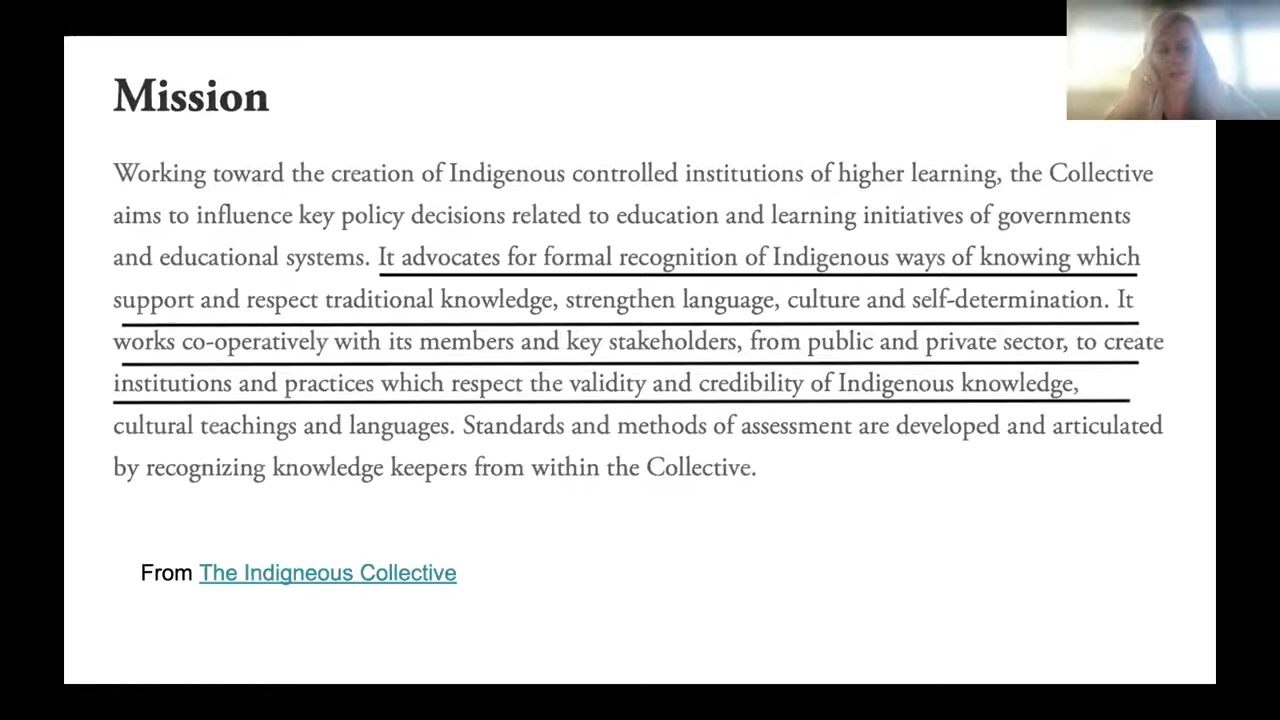 Mission
Working toward the creation of Indigenous controlled institutions of higher learning, the Collective
aims to influence key policy decisions related to education and learning initiatives of governments
and educational systems. It advocates for formal recognition of Indigenous ways of knowing which
support and respect traditional knowledge, strengthen language, culture and self-determination. It
works co-operatively with its members and key stakeholders, from public and private sector, to create
institutions and practices which respect the validity and credibility of Indigenous knowledge,
cultural teachings and languages. Standards and methods of assessment are developed and articulated
by recognizing knowledge keepers from within the Collective.
From The Indigneous Collective